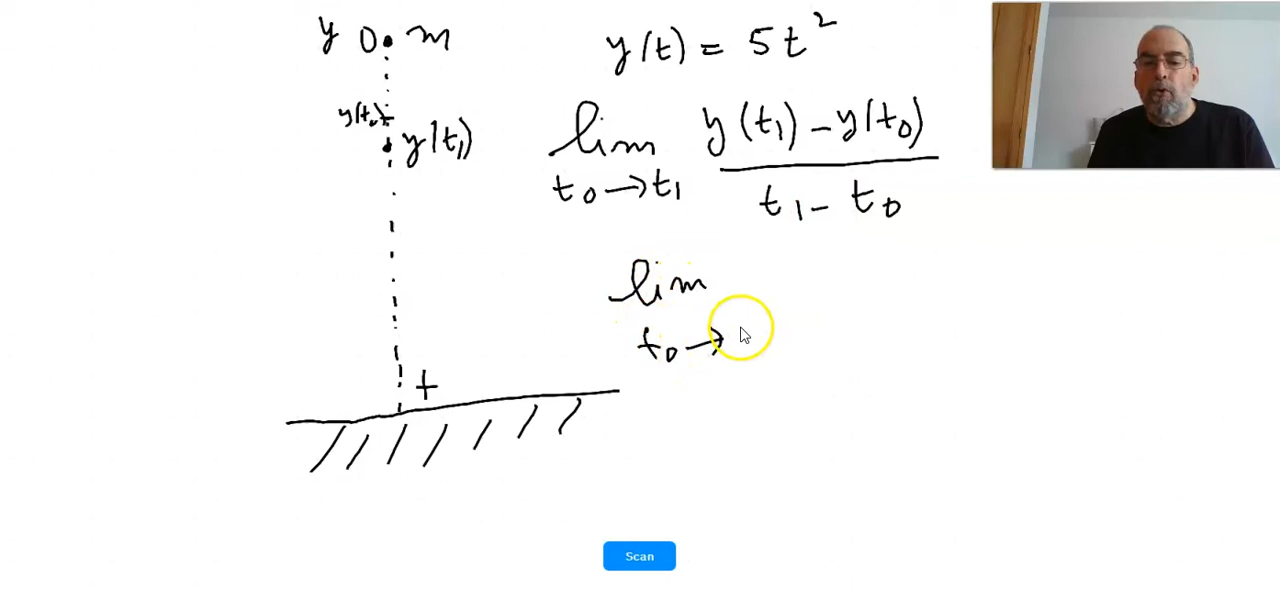 y 0 m
y(t) = 5t²
y(t₀)
y(t₁)
lim y(t₁) - y(t₀)
t₀→t₁ t₁ - t₀
lim
t₀→
+
Scan